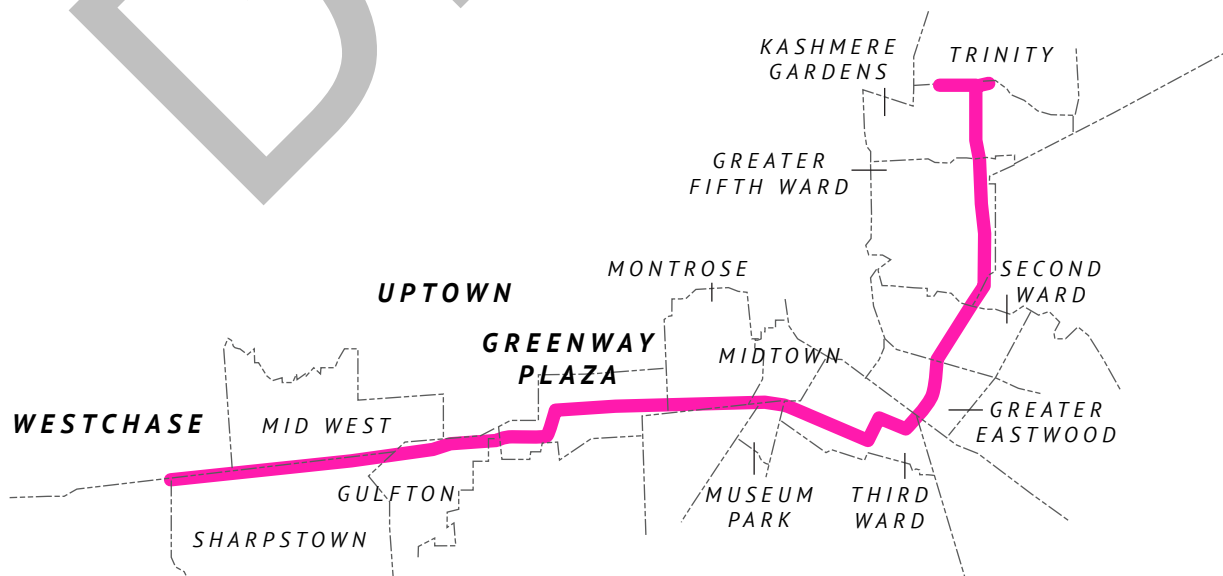 KASHMERE
GARDENS
TRINITY
GREATER
FIFTH WARD
MONTROSE
SECOND
WARD
UPTOWN
GREENWAY
PLAZA
MIDTOWN
WESTCHASE
MID WEST
GREATER
EASTWOOD
GULFTON
MUSEUM
PARK
THIRD
WARD
SHARPSTOWN